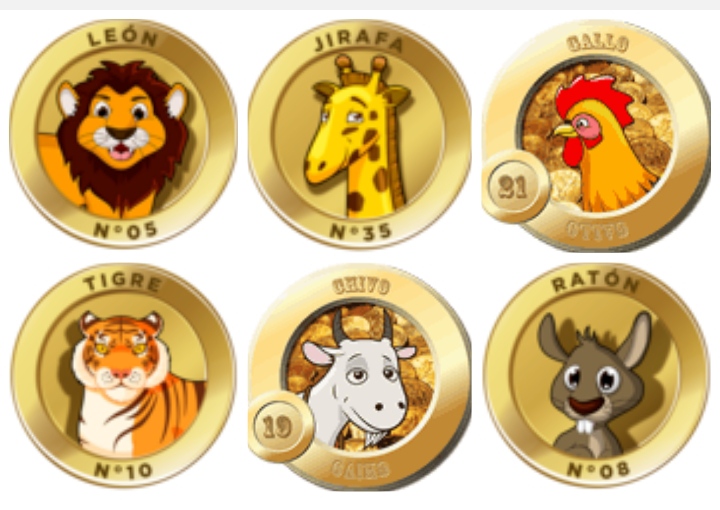 LEÓN
N°05
JIRAFA
N°35
GALLO
21
TIGRE
N°10
CHIVO
19
RATÓN
N°08